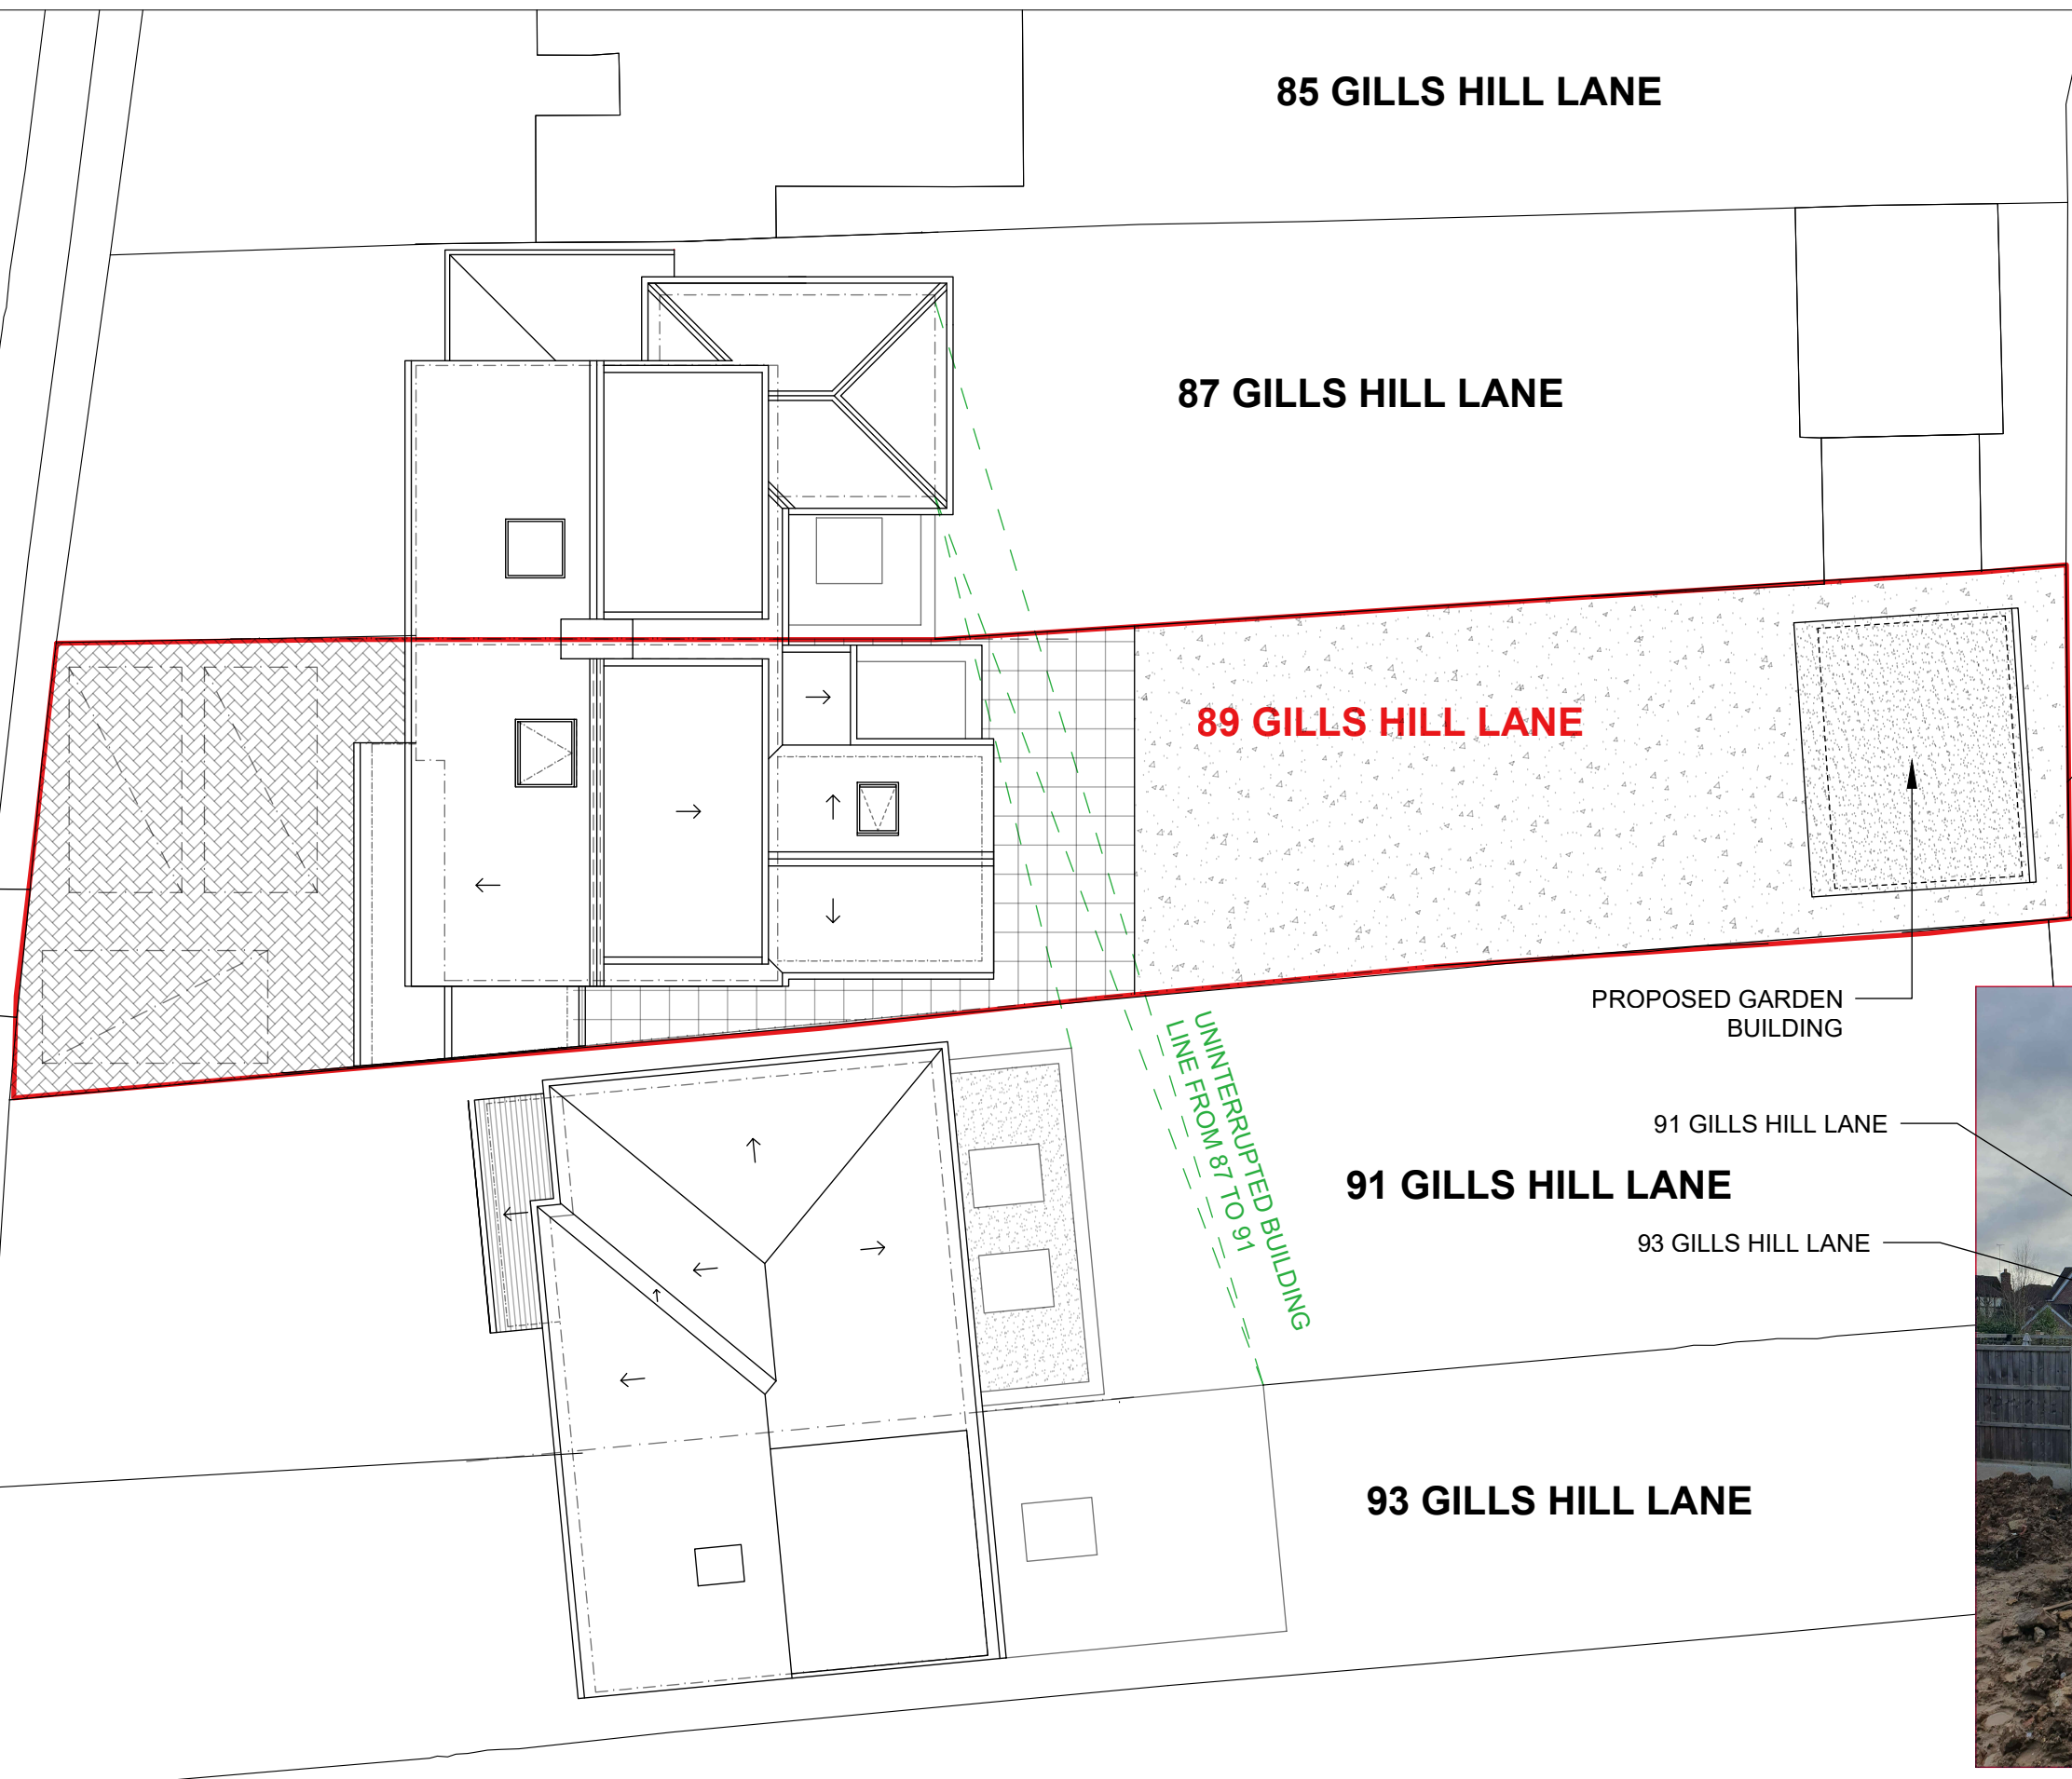 85 GILLS HILL LANE
87 GILLS HILL LANE
89 GILLS HILL LANE
PROPOSED GARDEN
BUILDING
UNINTERRUPTED BUILDING
LINE FROM 87 TO 91
91 GILLS HILL LANE
91 GILLS HILL LANE
93 GILLS HILL LANE
93 GILLS HILL LANE